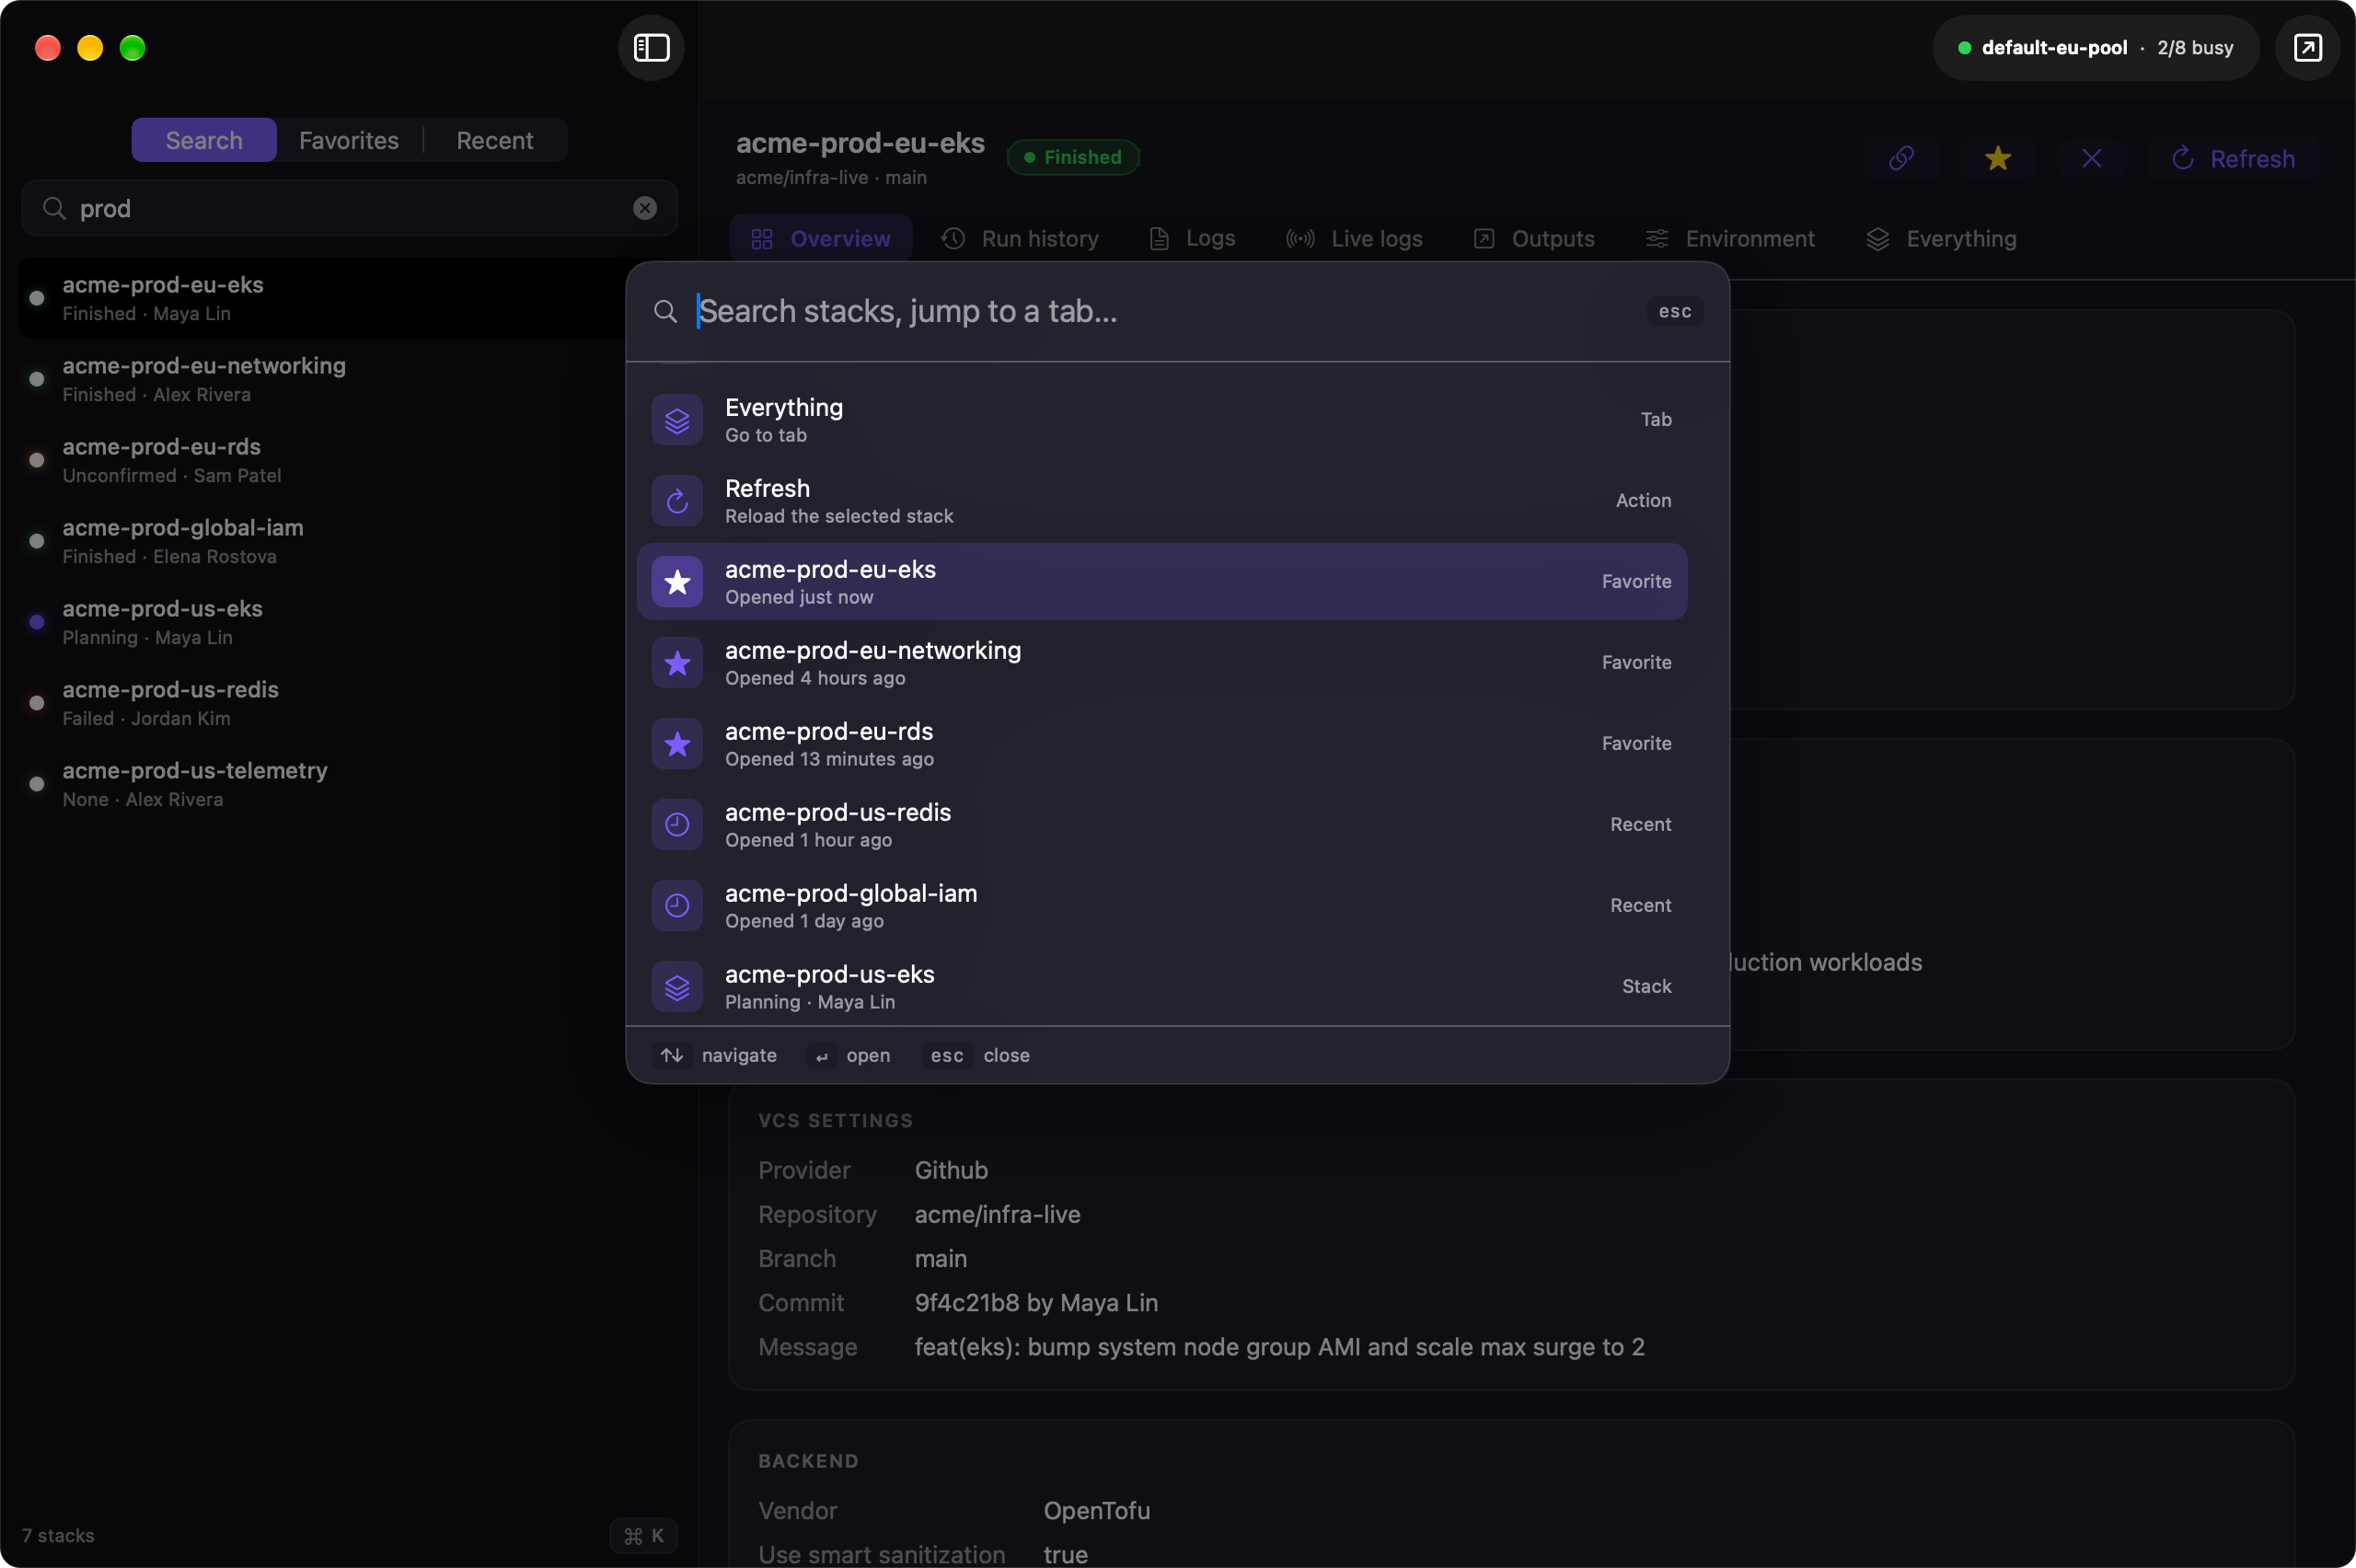 default-eu-pool · 2/8 busy
Search
Favorites
Recent
prod
acme-prod-eu-eks
Finished · Maya Lin
acme-prod-eu-networking
Finished · Alex Rivera
acme-prod-eu-rds
Unconfirmed · Sam Patel
acme-prod-global-iam
Finished · Elena Rostova
acme-prod-us-eks
Planning · Maya Lin
acme-prod-us-redis
Failed · Jordan Kim
acme-prod-us-telemetry
None · Alex Rivera
7 stacks
⌘ K
acme-prod-eu-eks
Finished
acme/infra-live · main
Refresh
Overview
Run history
Logs
Live logs
Outputs
Environment
Everything
Search stacks, jump to a tab...
esc
Everything
Go to tab
Tab
Refresh
Reload the selected stack
Action
acme-prod-eu-eks
Opened just now
Favorite
acme-prod-eu-networking
Opened 4 hours ago
Favorite
acme-prod-eu-rds
Opened 13 minutes ago
Favorite
acme-prod-us-redis
Opened 1 hour ago
Recent
acme-prod-global-iam
Opened 1 day ago
Recent
acme-prod-us-eks
Planning · Maya Lin
Stack
↑↓ navigate
↵ open
esc close
workloads
VCS SETTINGS
Provider Github
Repository acme/infra-live
Branch main
Commit 9f4c21b8 by Maya Lin
Message feat(eks): bump system node group AMI and scale max surge to 2
BACKEND
Vendor OpenTofu
Use smart sanitization true